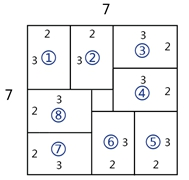 7
2 2 3
3 ① 3 ② ③ 2
3
7 ④ 2
3
2 ⑧ 3
2 ⑦ ⑥ 3 ⑤ 3
3 2 2